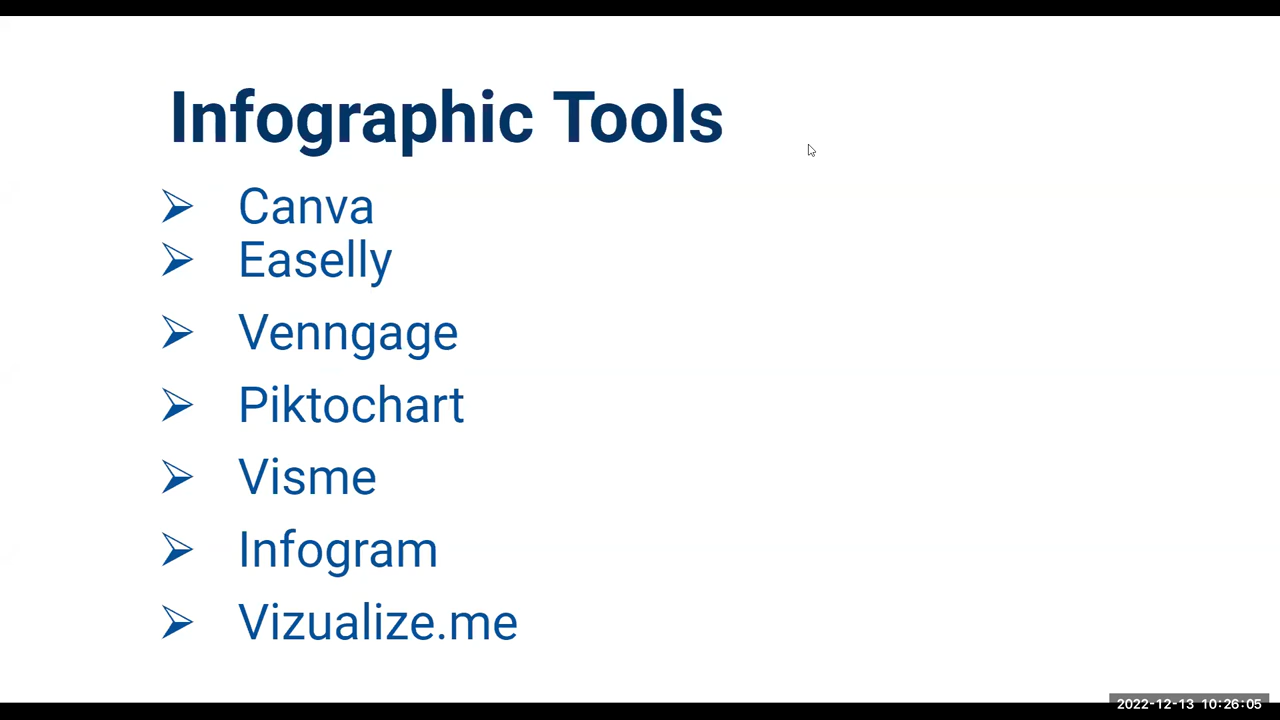 Infographic Tools
Canva
Easelly
Venngage
Piktochart
Visme
Infogram
Vizualize.me
2022-12-13 10:26:05